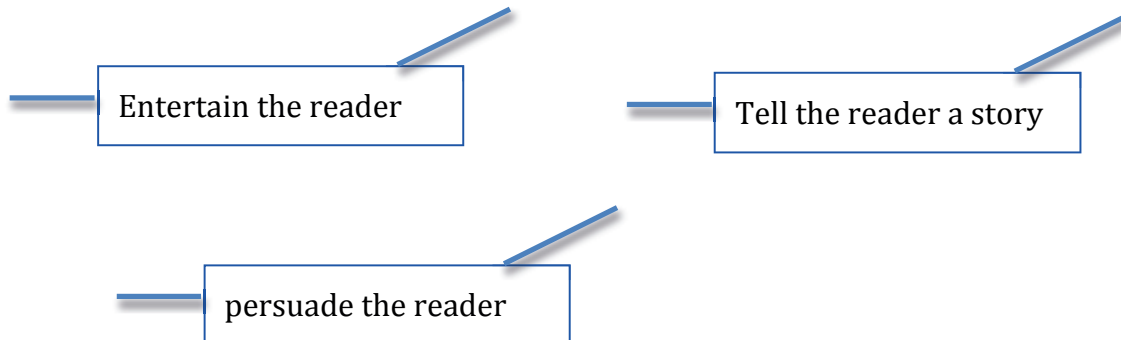 Entertain the reader
Tell the reader a story
persuade the reader